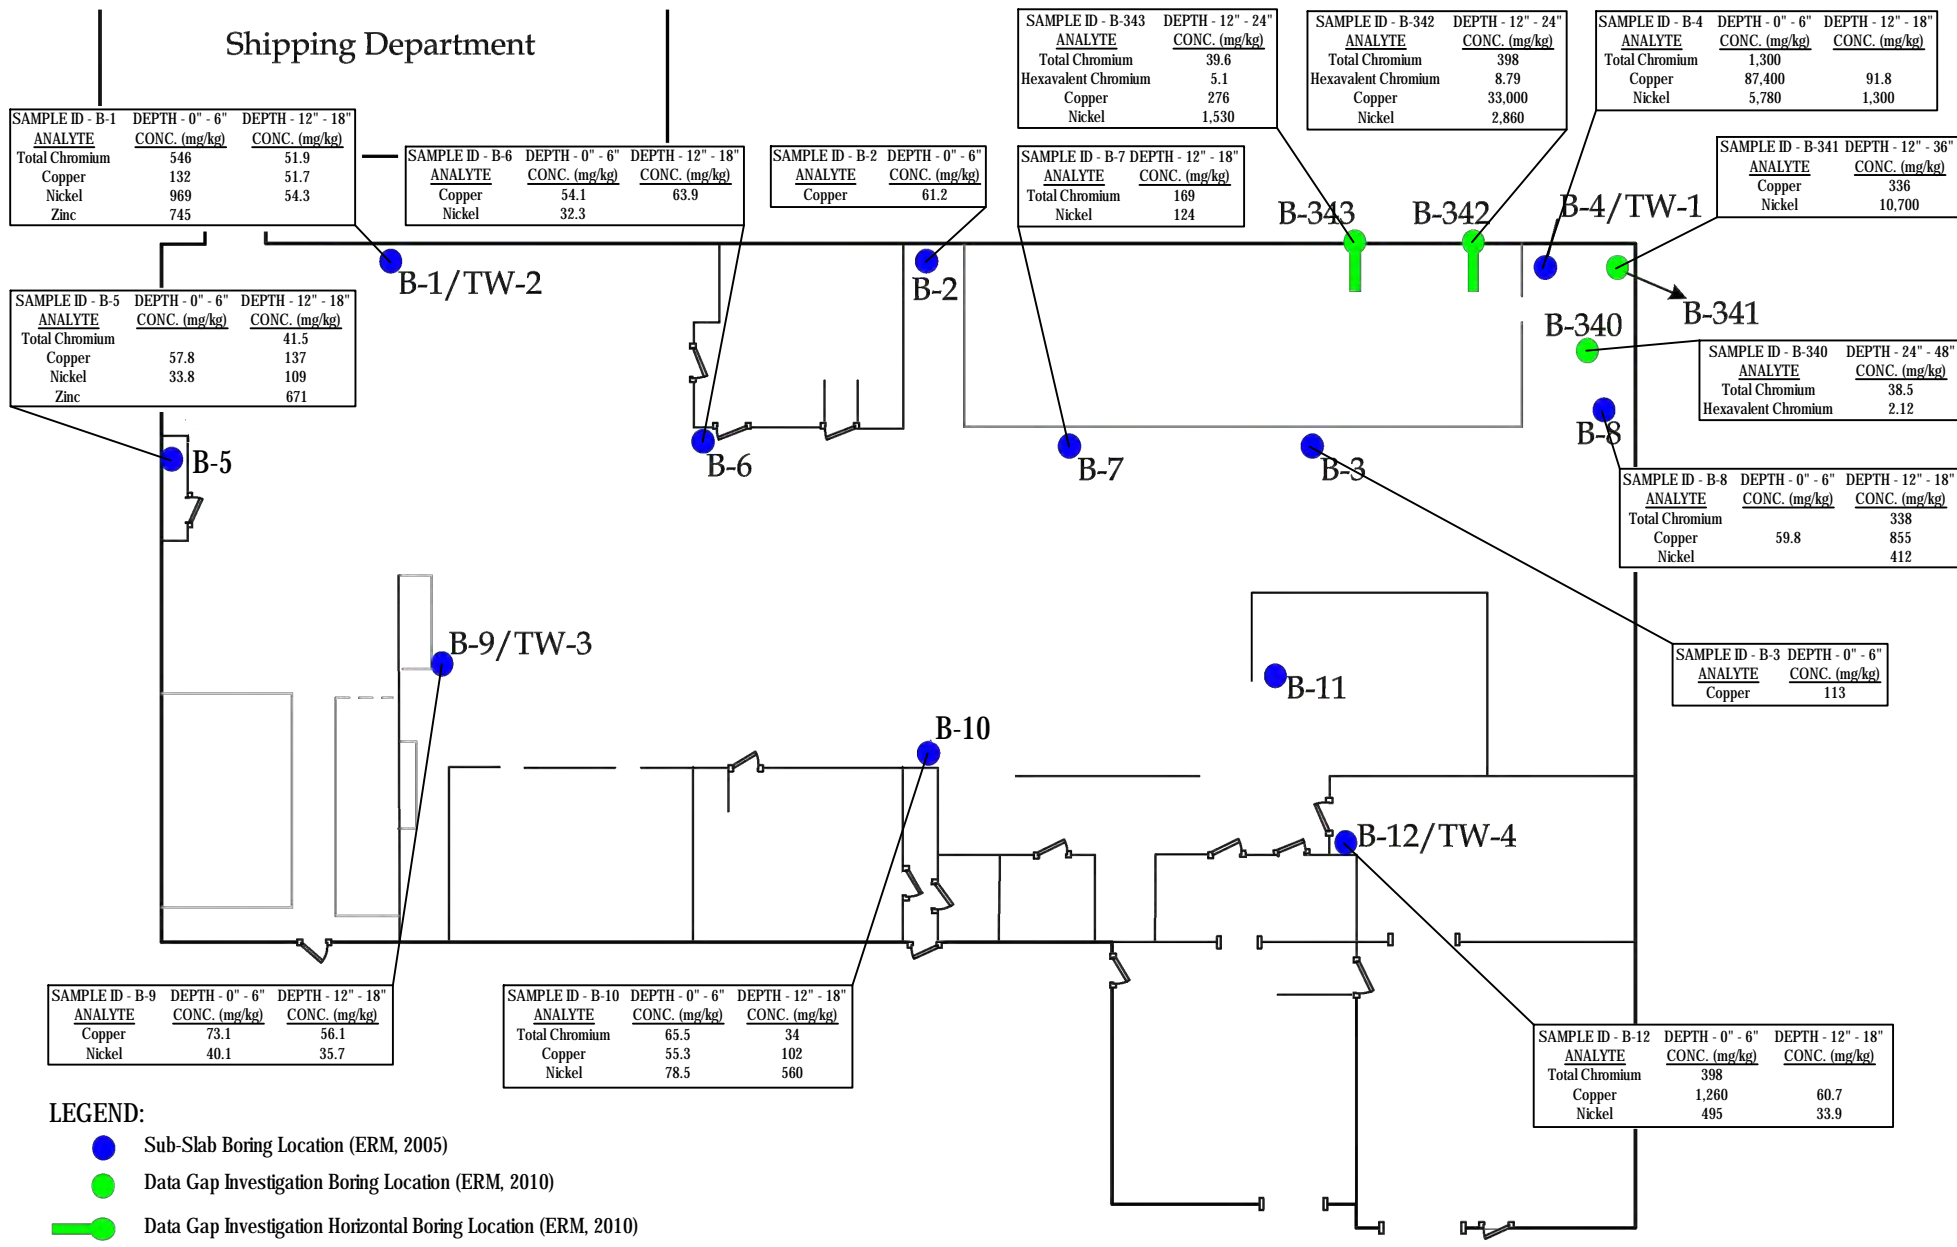 Shipping Department
SAMPLE ID - B-343 DEPTH - 12" - 24"
ANALYTE CONC. (mg/kg)
Total Chromium 39.6
Hexavalent Chromium 5.1
Copper 276
Nickel 1,530
SAMPLE ID - B-342 DEPTH - 12" - 24"
ANALYTE CONC. (mg/kg)
Total Chromium 398
Hexavalent Chromium 8.79
Copper 33,000
Nickel 2,860
SAMPLE ID - B-4 DEPTH - 0" - 6" DEPTH - 12" - 18"
ANALYTE CONC. (mg/kg) CONC. (mg/kg)
Total Chromium 1,300
Copper 87,400 91.8
Nickel 5,780 1,300
SAMPLE ID - B-1 DEPTH - 0" - 6" DEPTH - 12" - 18"
ANALYTE CONC. (mg/kg) CONC. (mg/kg)
Total Chromium 546 51.9
Copper 132 51.7
Nickel 969 54.3
Zinc 745
SAMPLE ID - B-6 DEPTH - 0" - 6" DEPTH - 12" - 18"
ANALYTE CONC. (mg/kg) CONC. (mg/kg)
Copper 54.1 63.9
Nickel 32.3
SAMPLE ID - B-2 DEPTH - 0" - 6"
ANALYTE CONC. (mg/kg)
Copper 61.2
SAMPLE ID - B-7 DEPTH - 12" - 18"
ANALYTE CONC. (mg/kg)
Total Chromium 169
Nickel 124
SAMPLE ID - B-341 DEPTH - 12" - 36"
ANALYTE CONC. (mg/kg)
Copper 336
Nickel 10,700
B-343
B-342
B-4/TW-1
B-1/TW-2
B-2
B-341
B-340
SAMPLE ID - B-5 DEPTH - 0" - 6" DEPTH - 12" - 18"
ANALYTE CONC. (mg/kg) CONC. (mg/kg)
Total Chromium 41.5
Copper 57.8 137
Nickel 33.8 109
Zinc 671
SAMPLE ID - B-340 DEPTH - 24" - 48"
ANALYTE CONC. (mg/kg)
Total Chromium 38.5
Hexavalent Chromium 2.12
B-8
B-5
B-6
B-7
B-3
SAMPLE ID - B-8 DEPTH - 0" - 6" DEPTH - 12" - 18"
ANALYTE CONC. (mg/kg) CONC. (mg/kg)
Total Chromium 338
Copper 59.8 855
Nickel 412
B-9/TW-3
B-11
SAMPLE ID - B-3 DEPTH - 0" - 6"
ANALYTE CONC. (mg/kg)
Copper 113
B-10
B-12/TW-4
SAMPLE ID - B-9 DEPTH - 0" - 6" DEPTH - 12" - 18"
ANALYTE CONC. (mg/kg) CONC. (mg/kg)
Copper 73.1 56.1
Nickel 40.1 35.7
SAMPLE ID - B-10 DEPTH - 0" - 6" DEPTH - 12" - 18"
ANALYTE CONC. (mg/kg) CONC. (mg/kg)
Total Chromium 65.5 34
Copper 55.3 102
Nickel 78.5 560
SAMPLE ID - B-12 DEPTH - 0" - 6" DEPTH - 12" - 18"
ANALYTE CONC. (mg/kg) CONC. (mg/kg)
Total Chromium 398
Copper 1,260 60.7
Nickel 495 33.9
LEGEND:
Sub-Slab Boring Location (ERM, 2005)
Data Gap Investigation Boring Location (ERM, 2010)
Data Gap Investigation Horizontal Boring Location (ERM, 2010)